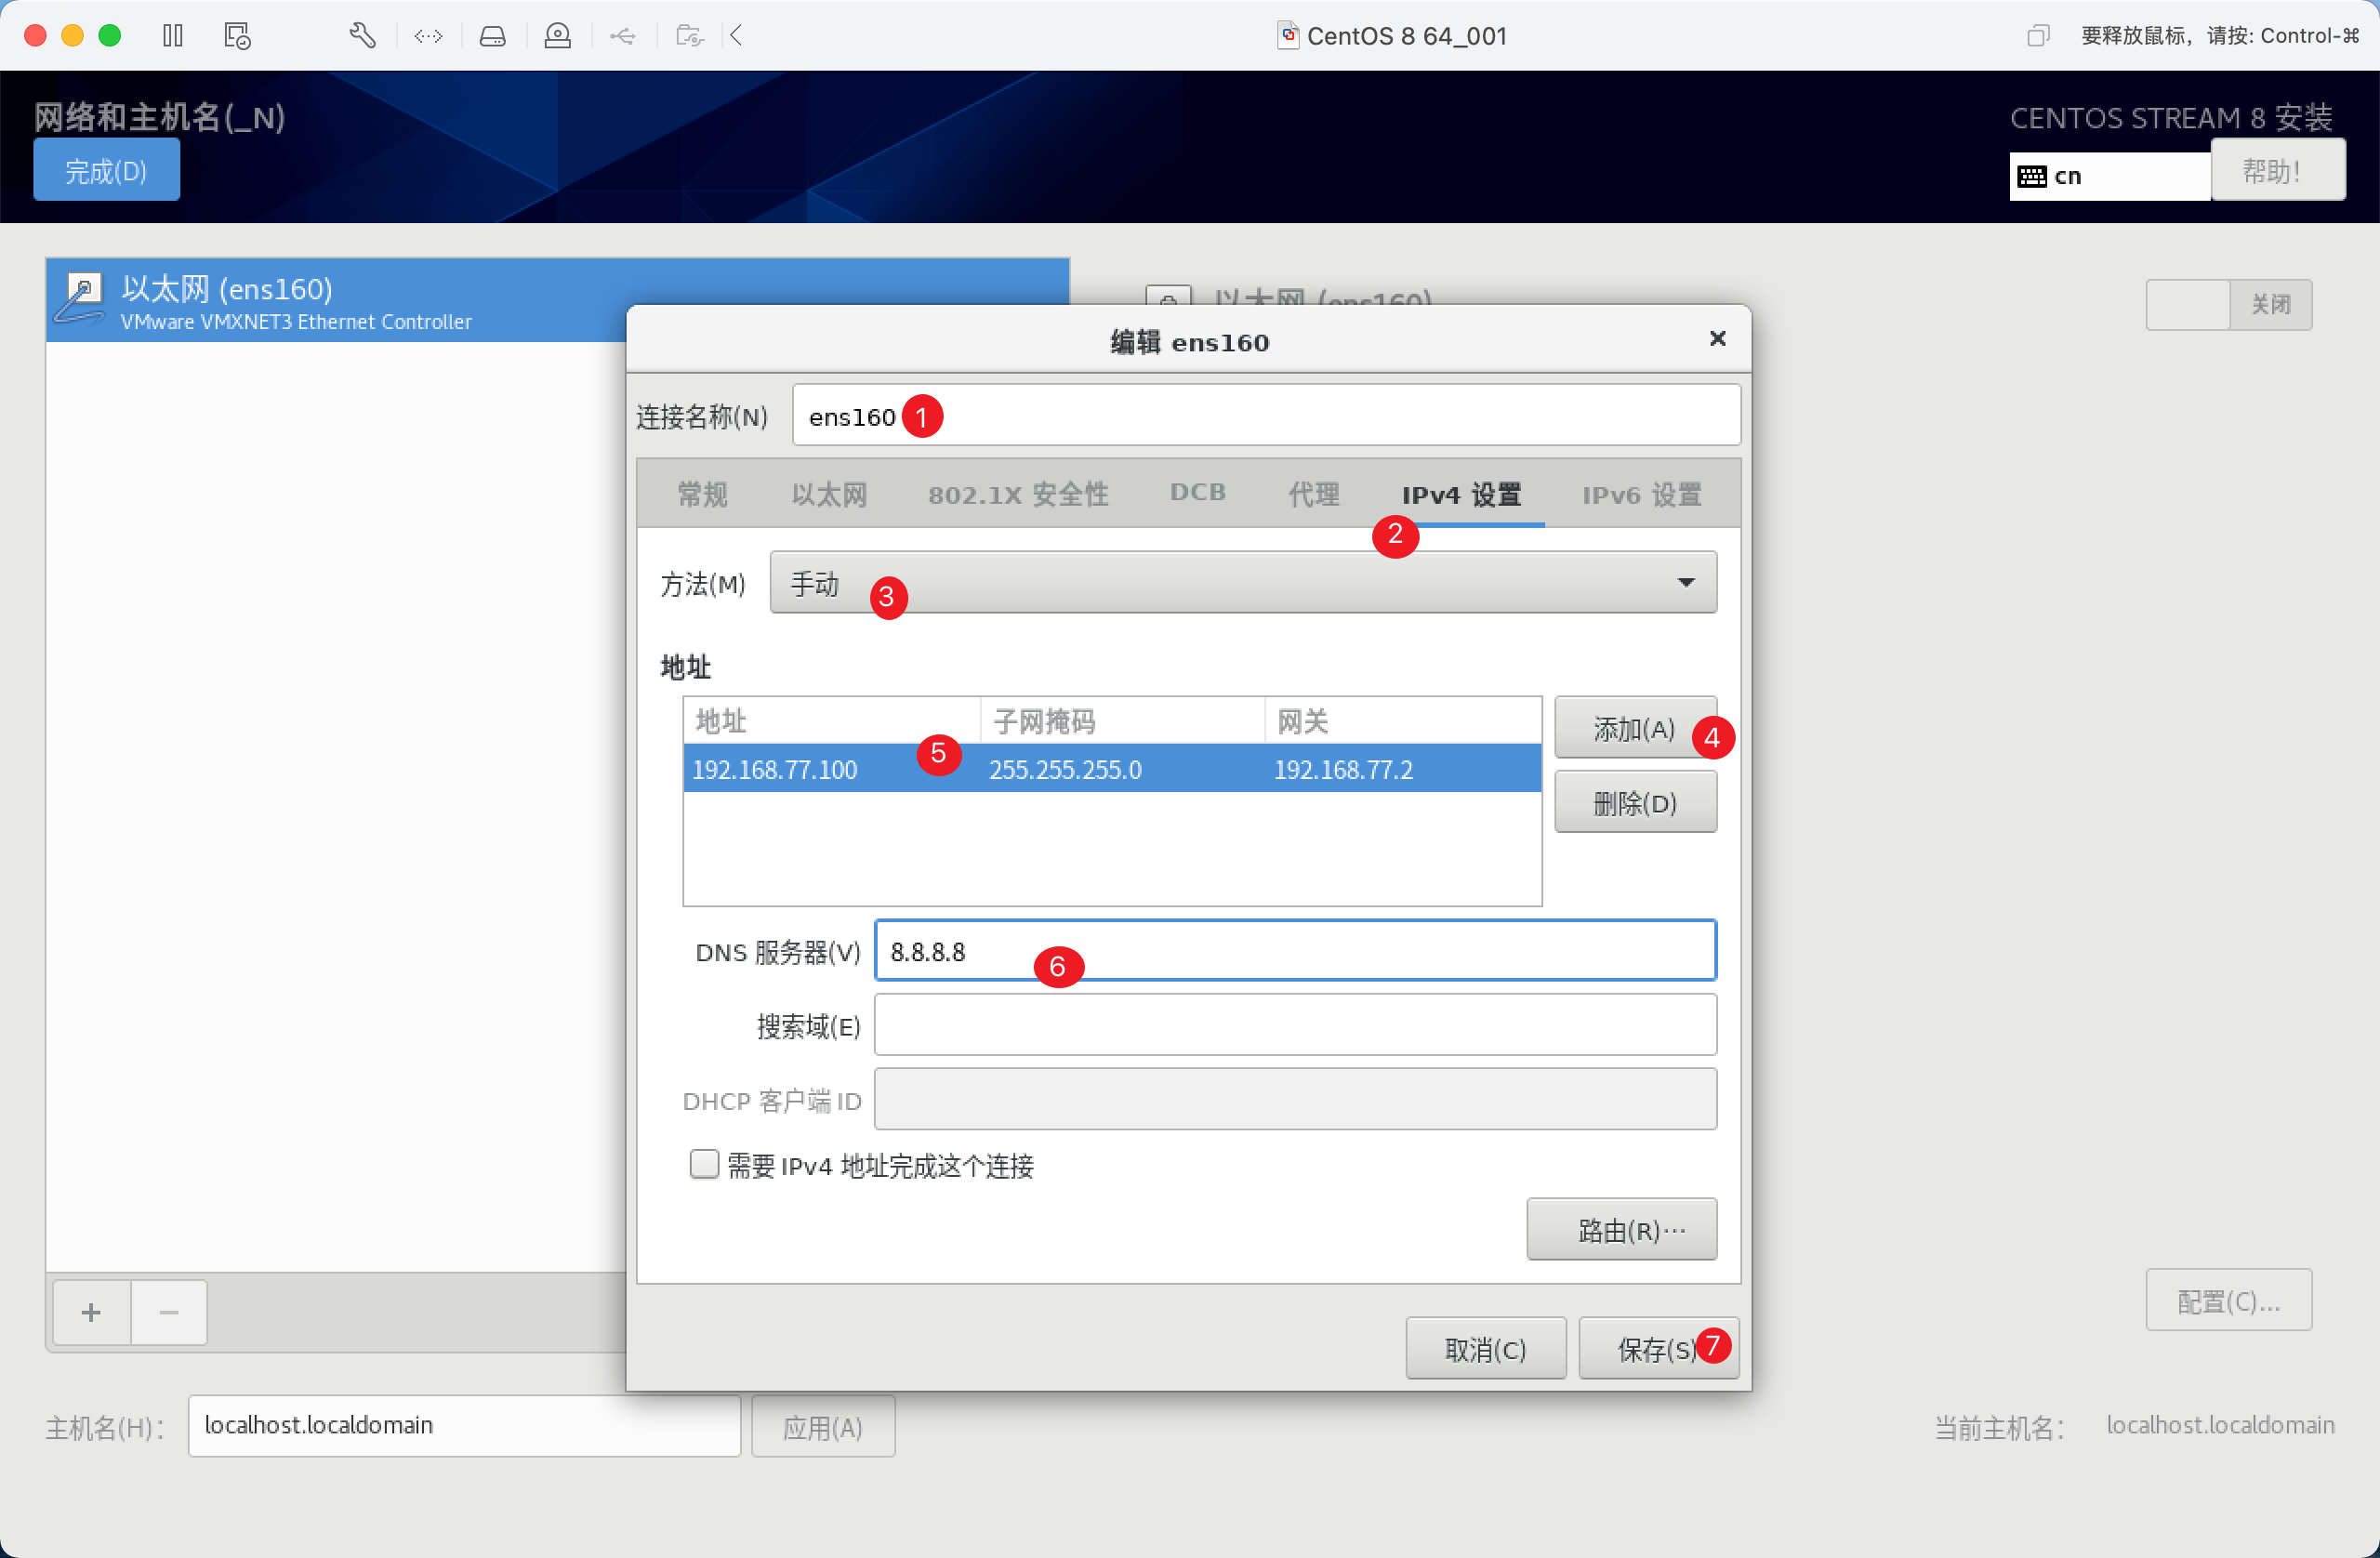 CentOS 8 64_001
要释放鼠标，请按: Control-⌘
网络和主机名(_N)
CENTOS STREAM 8 安装
完成(D)
cn
帮助!
以太网 (ens160)
VMware VMXNET3 Ethernet Controller
以太网 (ens160)
关闭
编辑 ens160
连接名称(N)
ens160
1
常规
以太网
802.1X 安全性
DCB
代理
IPv4 设置
IPv6 设置
2
方法(M)
手动
3
地址
地址
子网掩码
网关
添加(A)
4
5
192.168.77.100
255.255.255.0
192.168.77.2
删除(D)
DNS 服务器(V)
8.8.8.8
6
搜索域(E)
DHCP 客户端 ID
需要 IPv4 地址完成这个连接
路由(R)…
+
−
配置(C)...
取消(C)
保存(S)
7
主机名(H)：
localhost.localdomain
应用(A)
当前主机名：
localhost.localdomain